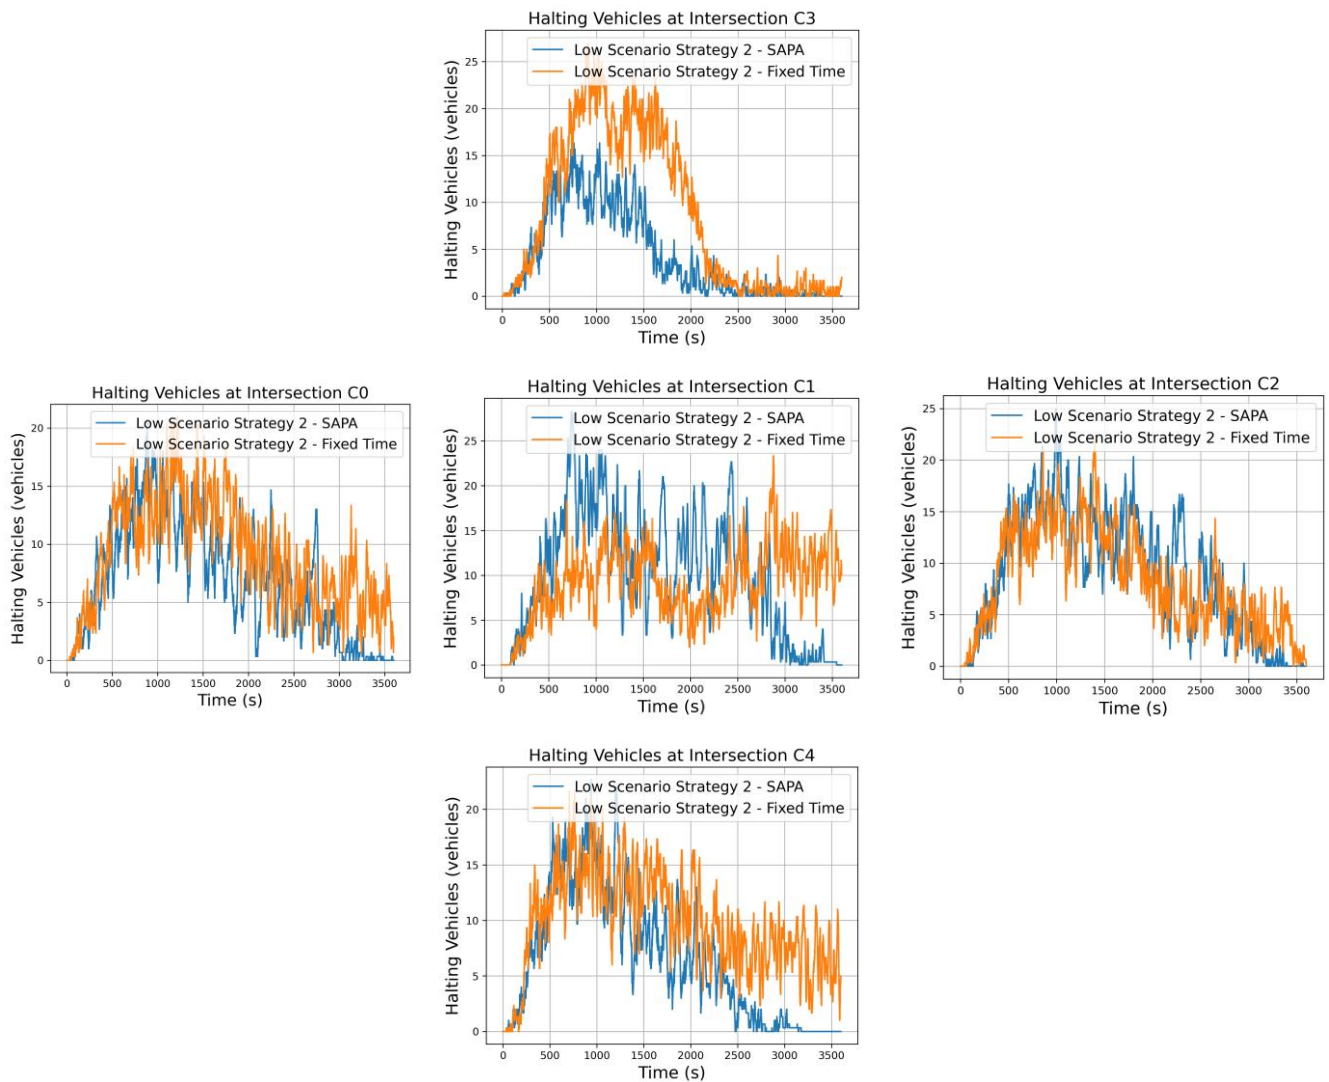 Halting Vehicles at Intersection C3
Low Scenario Strategy 2 - SAPA
Low Scenario Strategy 2 - Fixed Time
Halting Vehicles (vehicles)
25
20
15
10
5
0
0 500 1000 1500 2000 2500 3000 3500
Time (s)
Halting Vehicles at Intersection C0
Low Scenario Strategy 2 - SAPA
Low Scenario Strategy 2 - Fixed Time
Halting Vehicles (vehicles)
20
15
10
5
0
0 500 1000 1500 2000 2500 3000 3500
Time (s)
Halting Vehicles at Intersection C1
Low Scenario Strategy 2 - SAPA
Low Scenario Strategy 2 - Fixed Time
Halting Vehicles (vehicles)
25
20
15
10
5
0
0 500 1000 1500 2000 2500 3000 3500
Time (s)
Halting Vehicles at Intersection C2
Low Scenario Strategy 2 - SAPA
Low Scenario Strategy 2 - Fixed Time
Halting Vehicles (vehicles)
25
20
15
10
5
0
0 500 1000 1500 2000 2500 3000 3500
Time (s)
Halting Vehicles at Intersection C4
Low Scenario Strategy 2 - SAPA
Low Scenario Strategy 2 - Fixed Time
Halting Vehicles (vehicles)
20
15
10
5
0
0 500 1000 1500 2000 2500 3000 3500
Time (s)